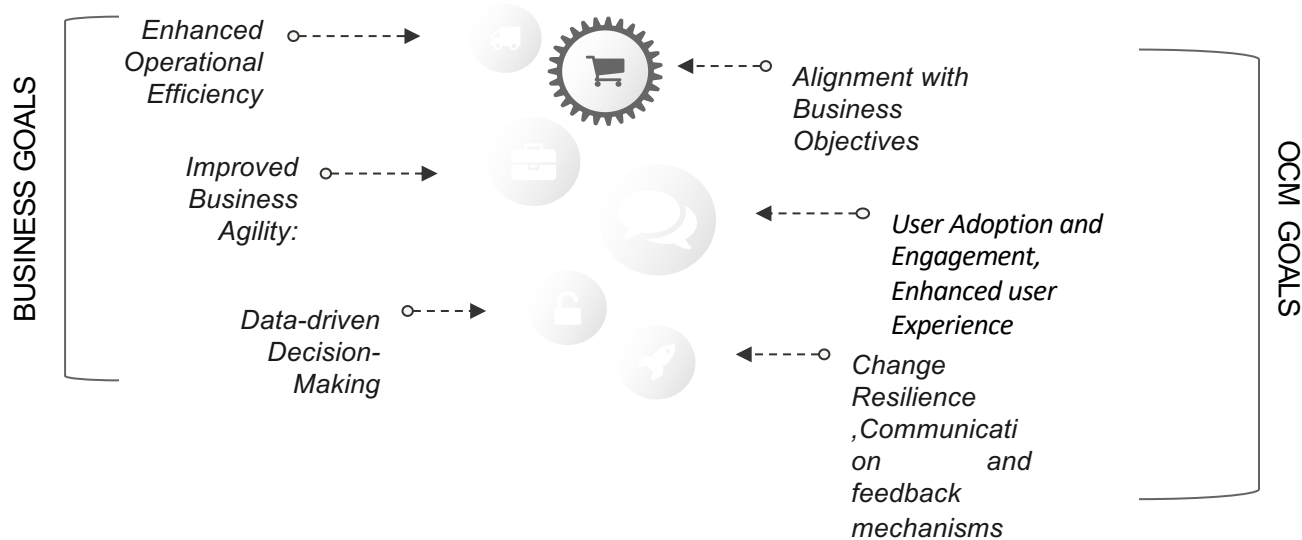 BUSINESS GOALS
Enhanced
Operational
Efficiency
Improved
Business
Agility:
Data-driven
Decision-
Making
Alignment with
Business
Objectives
User Adoption and
Engagement,
Enhanced user
Experience
Change
Resilience
,Communicati
on and
feedback
mechanisms
OCM GOALS